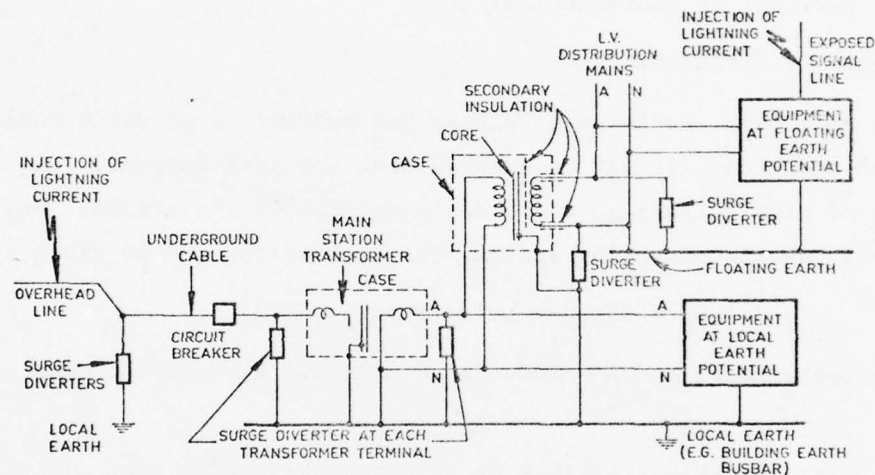 INJECTION OF
LIGHTNING
CURRENT
EXPOSED
SIGNAL
LINE
L.V.
DISTRIBUTION
MAINS
A
N
SECONDARY
INSULATION
CORE
CASE
EQUIPMENT
AT FLOATING
EARTH
POTENTIAL
INJECTION OF
LIGHTNING
CURRENT
SURGE
DIVERTER
MAIN
STATION
TRANSFORMER
UNDERGROUND
CABLE
CASE
SURGE
DIVERTER
FLOATING EARTH
OVERHEAD
LINE
A
A
CIRCUIT
BREAKER
EQUIPMENT
AT LOCAL
EARTH
POTENTIAL
SURGE
DIVERTERS
N
N
LOCAL
EARTH
SURGE DIVERTER AT EACH
TRANSFORMER TERMINAL
LOCAL EARTH
(E.G. BUILDING EARTH
BUSBAR)